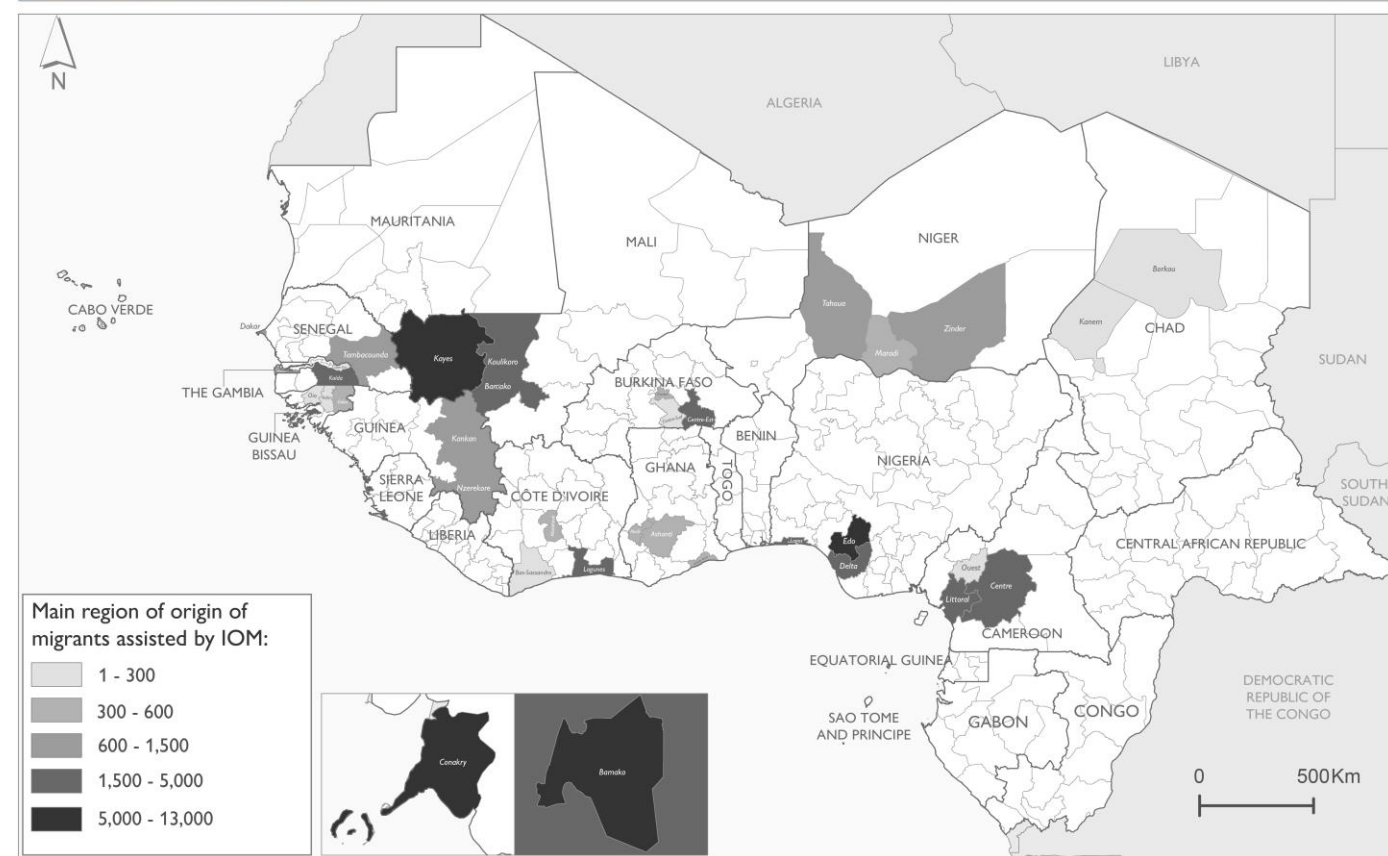 N
ALGERIA
LIBYA
MAURITANIA
MALI
NIGER
CHAD
SUDAN
CABO VERDE
Dakar
SENEGAL
Tambacounda
Kayes
Koulikoro
Bamako
Tahoua
Maradi
Zinder
Borkou
Kanem
THE GAMBIA
Kolda
GUINEA
BISSAU
GUINEA
Kankan
Nzerekore
BURKINA FASO
Centre-Est
BENIN
TOGO
GHANA
Ashanti
NIGERIA
SIERRA
LEONE
LIBERIA
CÔTE D'IVOIRE
Bas-Sassandra
Lagunes
Lagos
Edo
Delta
SOUTH
SUDAN
CENTRAL AFRICAN REPUBLIC
Ouest
Littoral
Centre
CAMEROON
EQUATORIAL GUINEA
SAO TOME
AND PRINCIPE
GABON
CONGO
DEMOCRATIC
REPUBLIC OF
THE CONGO
Main region of origin of
migrants assisted by IOM:
1 - 300
300 - 600
600 - 1,500
1,500 - 5,000
5,000 - 13,000
Conakry
Bamako
0 500Km